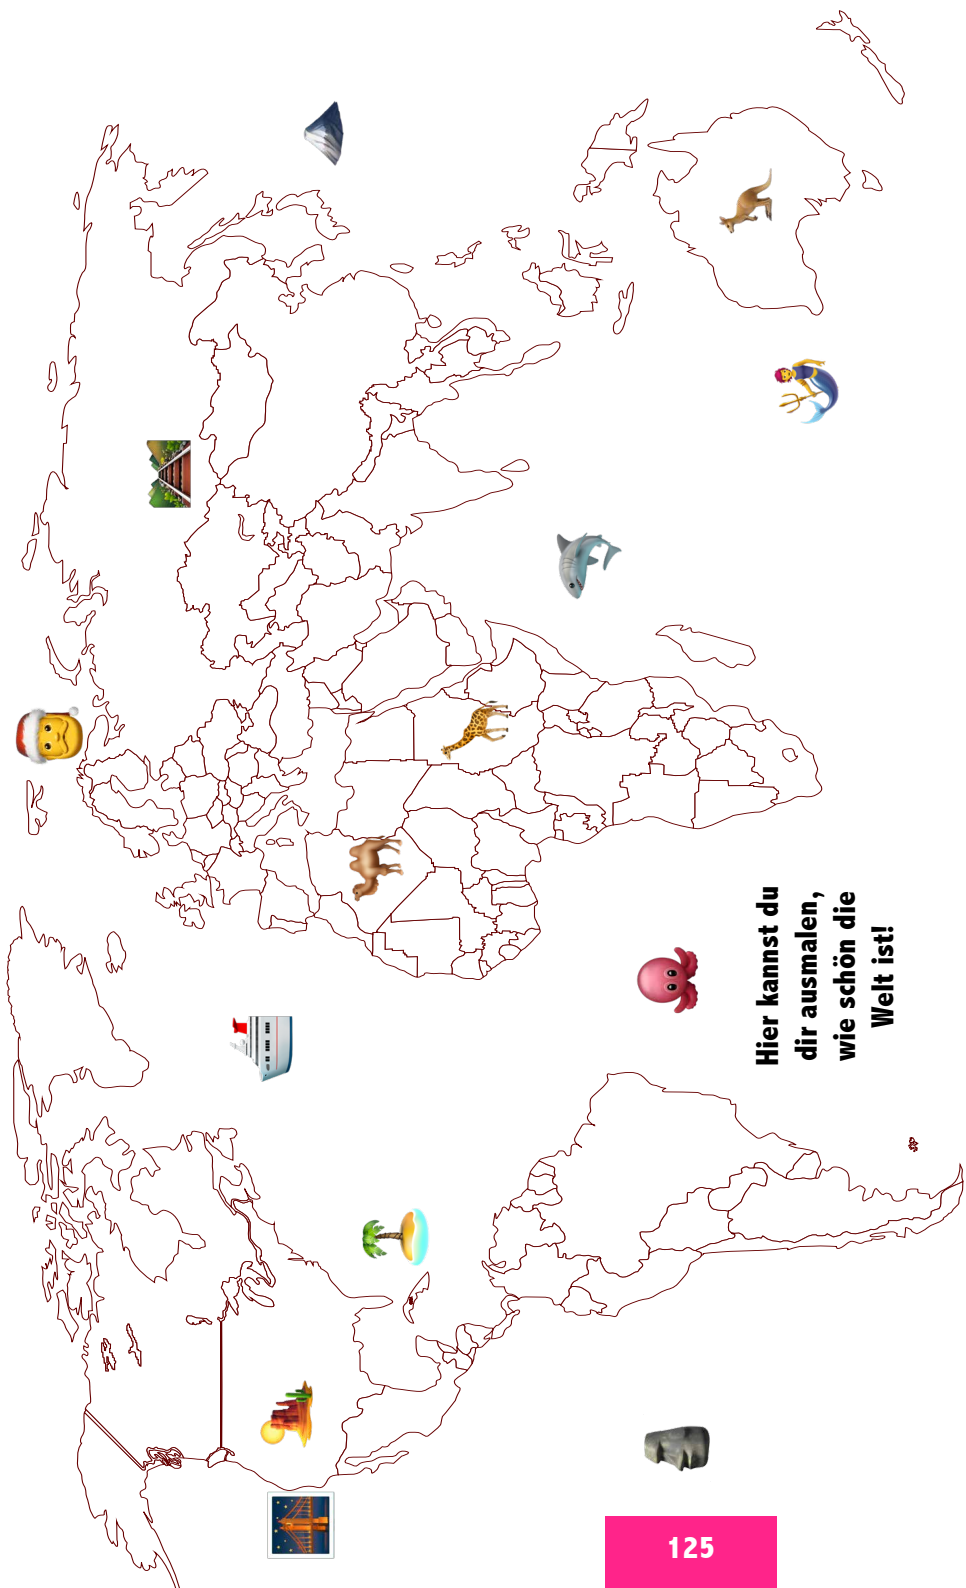 Hier kannst du
dir ausmalen,
wie schön die
Welt ist!
125